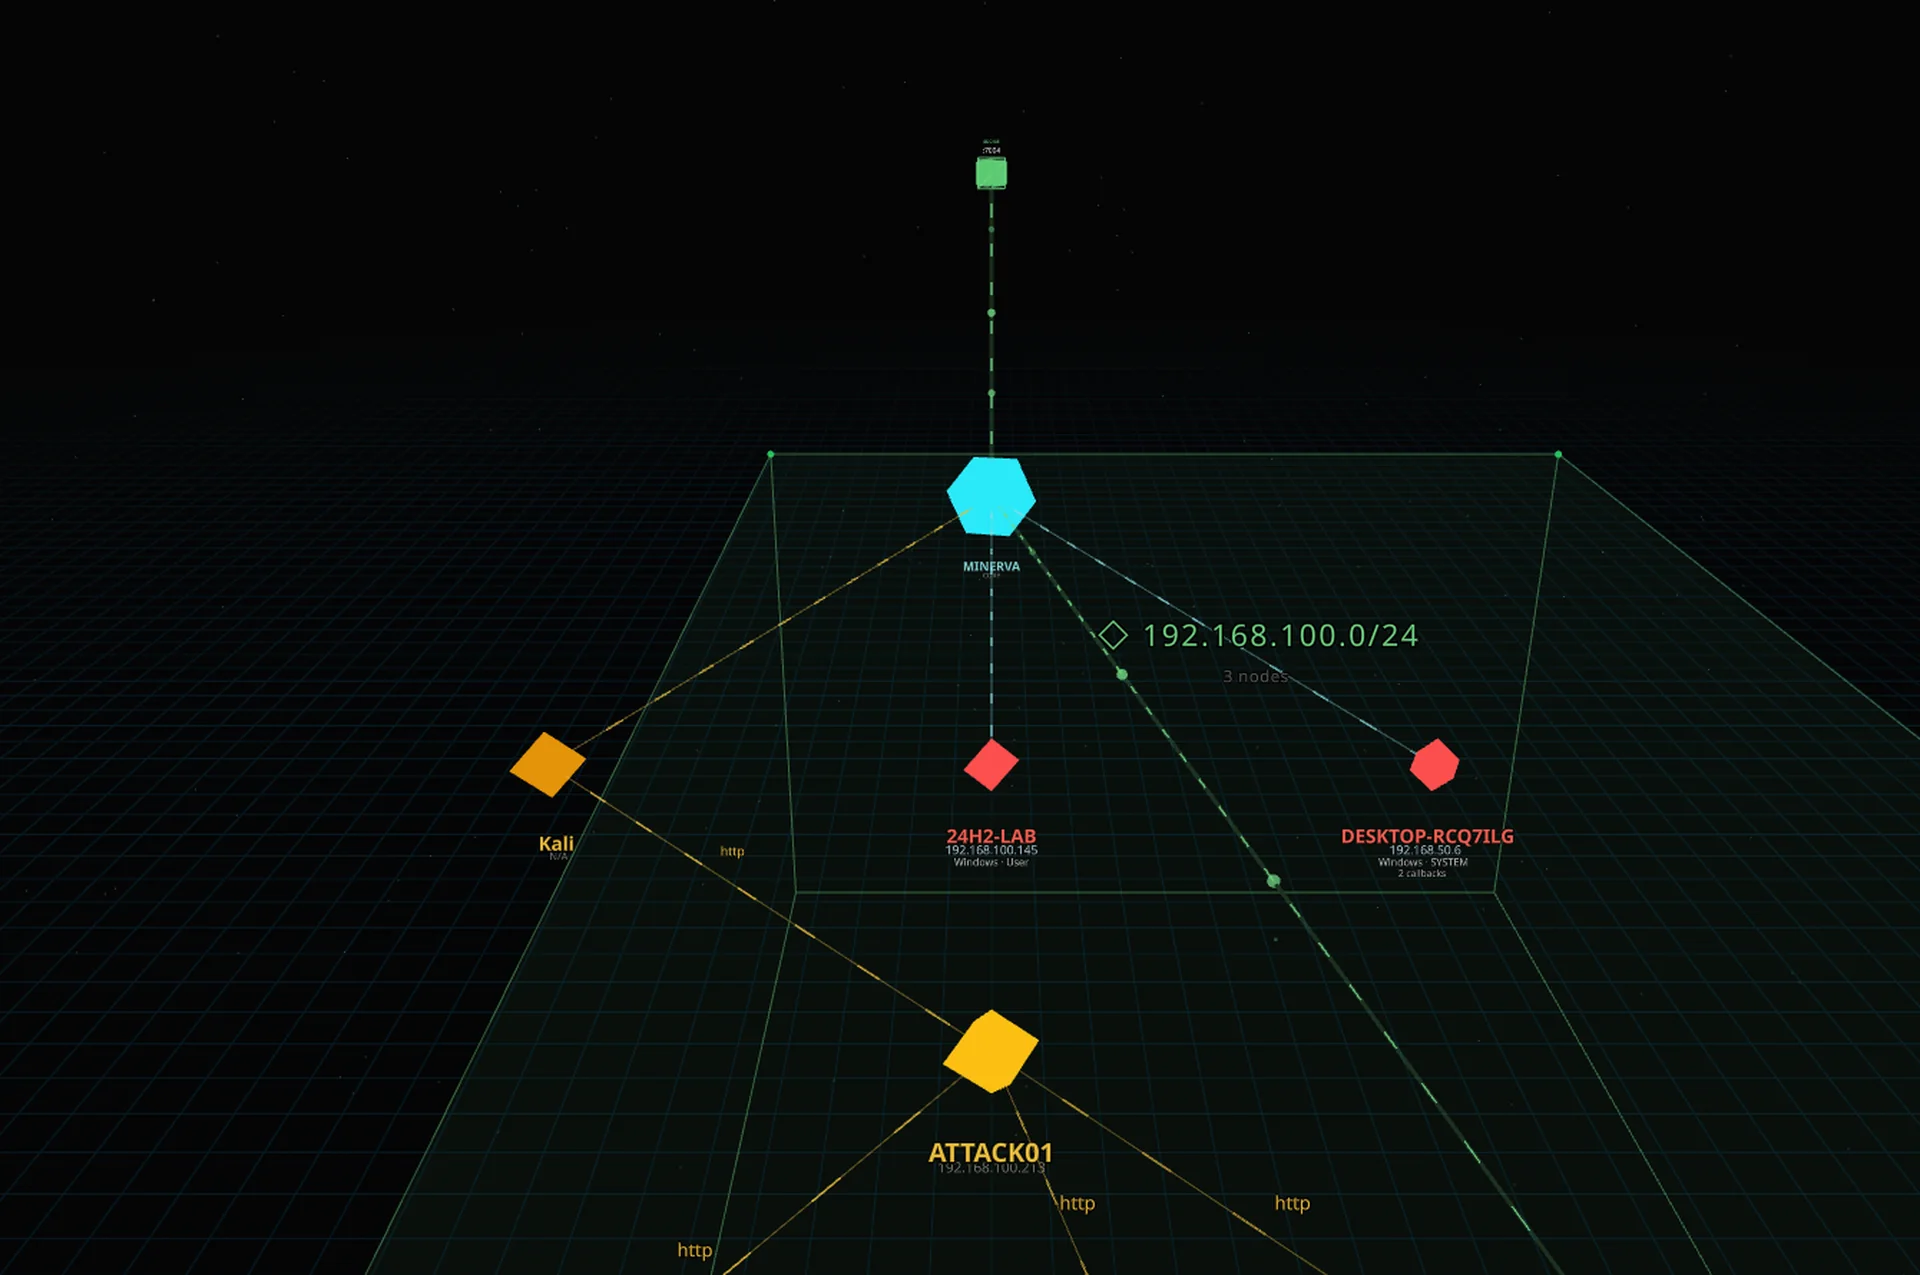 :7004
MINERVA
192.168.100.0/24
3 nodes
24H2-LAB
192.168.100.145
Windows · User
DESKTOP-RCQ7ILG
192.168.50.6
Windows · SYSTEM
2 callbacks
Kali
N/A
http
ATTACK01
192.168.100.213
http
http
http